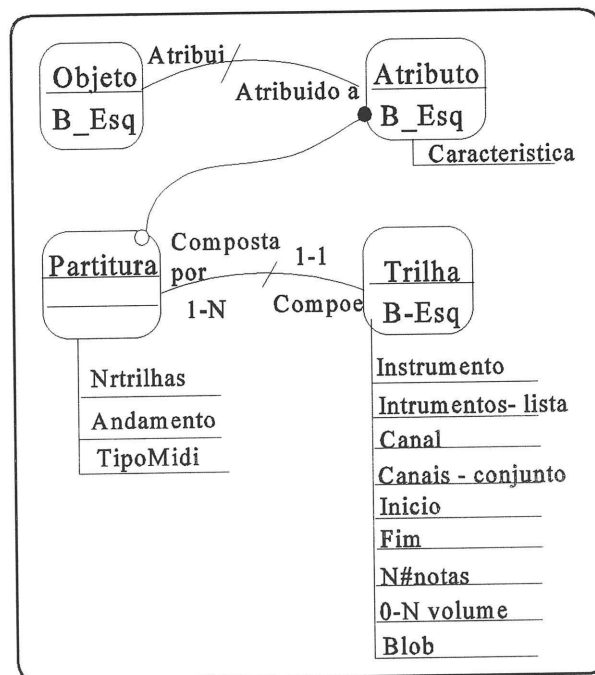 Objeto
B_Esq
Atribui
Atribuido a
Atributo
B_Esq
Caracteristica
Partitura
Composta
por
1-N
1-1
Compoe
Trilha
B-Esq
Nrtrilhas
Andamento
TipoMidi
Instrumento
Intrumentos- lista
Canal
Canais - conjunto
Inicio
Fim
N#notas
0-N volume
Blob